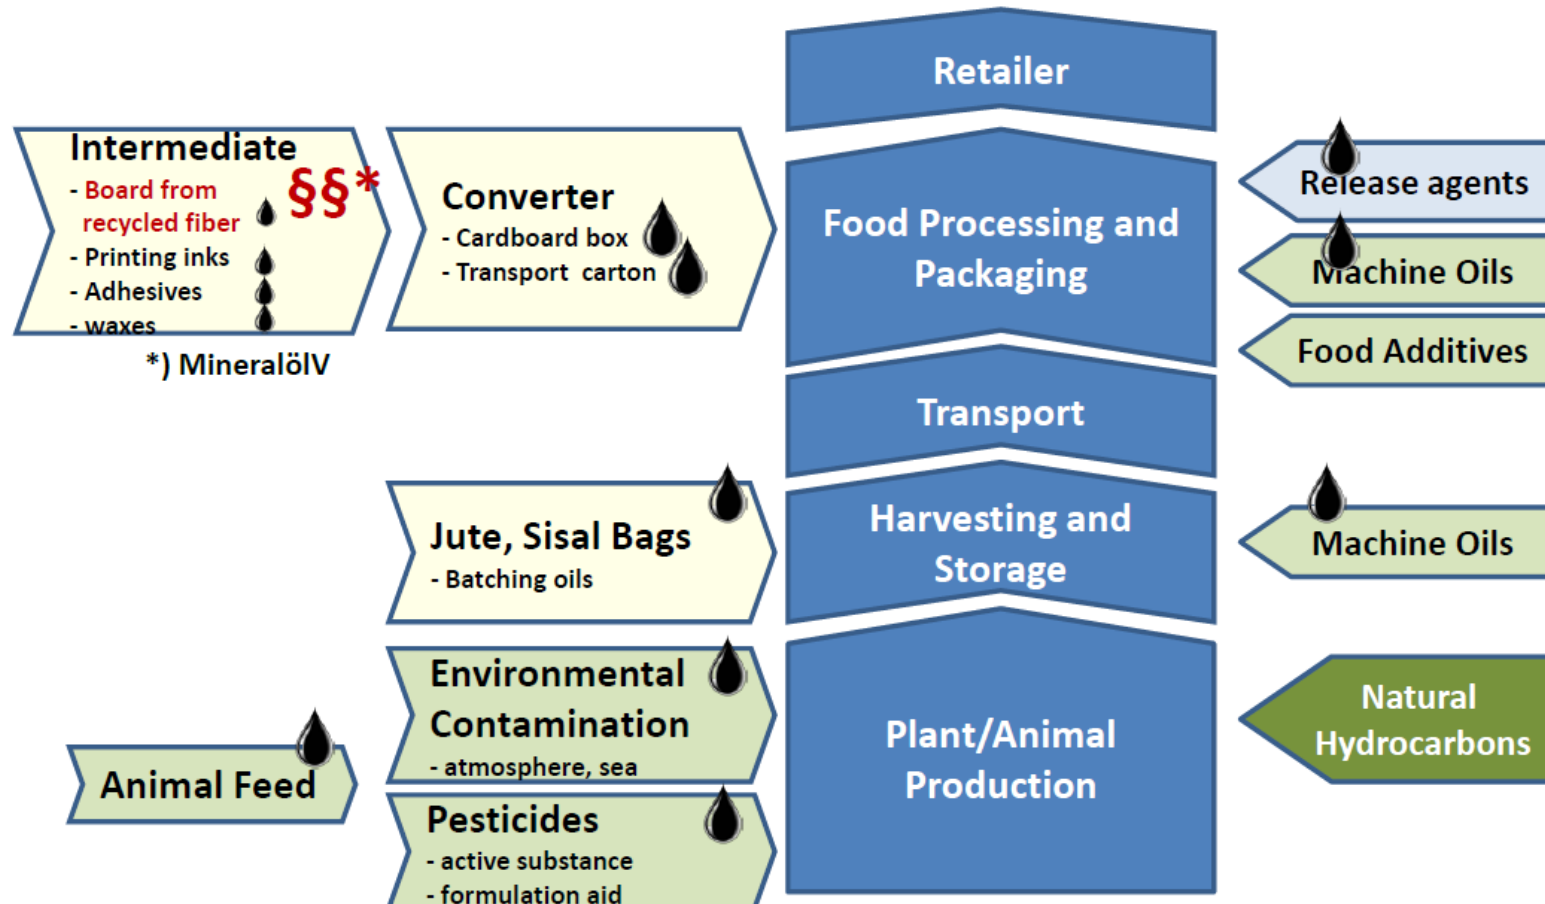 Retailer
Intermediate
- Board from
recycled fiber
§§*
- Printing inks
- Adhesives
- waxes
*) MineralölV
Converter
- Cardboard box
- Transport carton
Food Processing and
Packaging
Release agents
Machine Oils
Food Additives
Transport
Jute, Sisal Bags
- Batching oils
Harvesting and
Storage
Machine Oils
Environmental
Contamination
- atmosphere, sea
Animal Feed
Pesticides
- active substance
- formulation aid
Plant/Animal
Production
Natural
Hydrocarbons